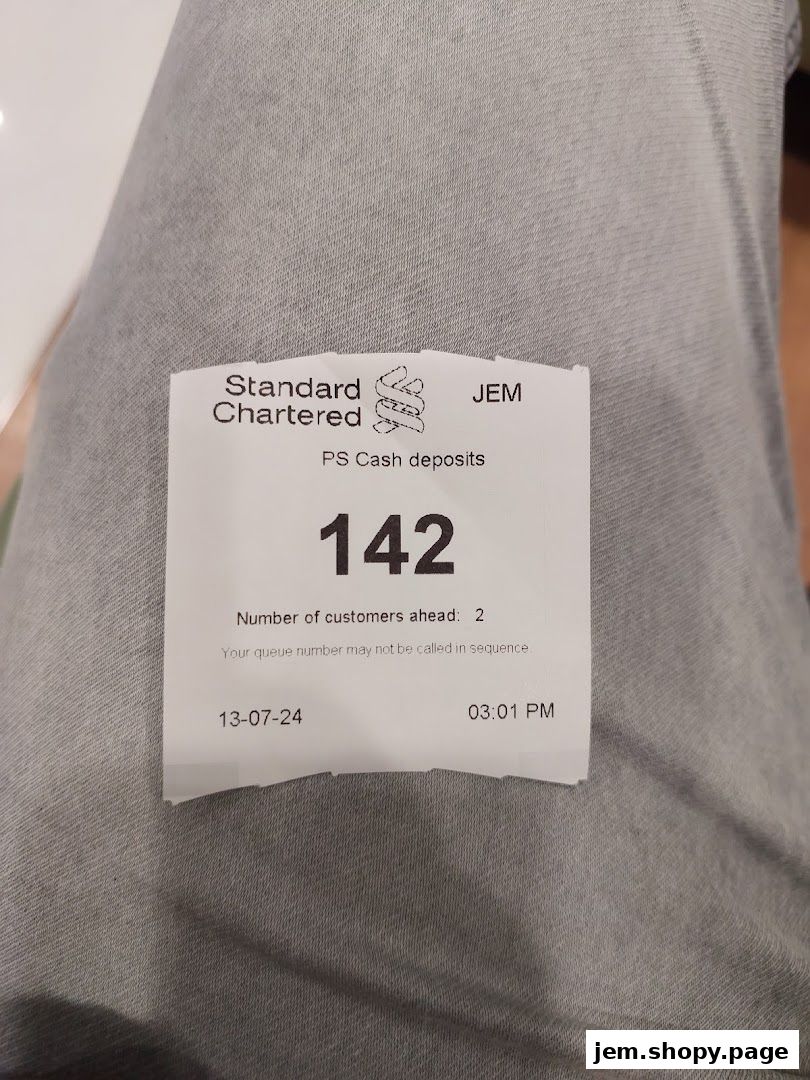 Standard
Chartered
JEM
PS Cash deposits
142
Number of customers ahead: 2
Your queue number may not be called in sequence.
13-07-24
03:01 PM
jem.shopy.page